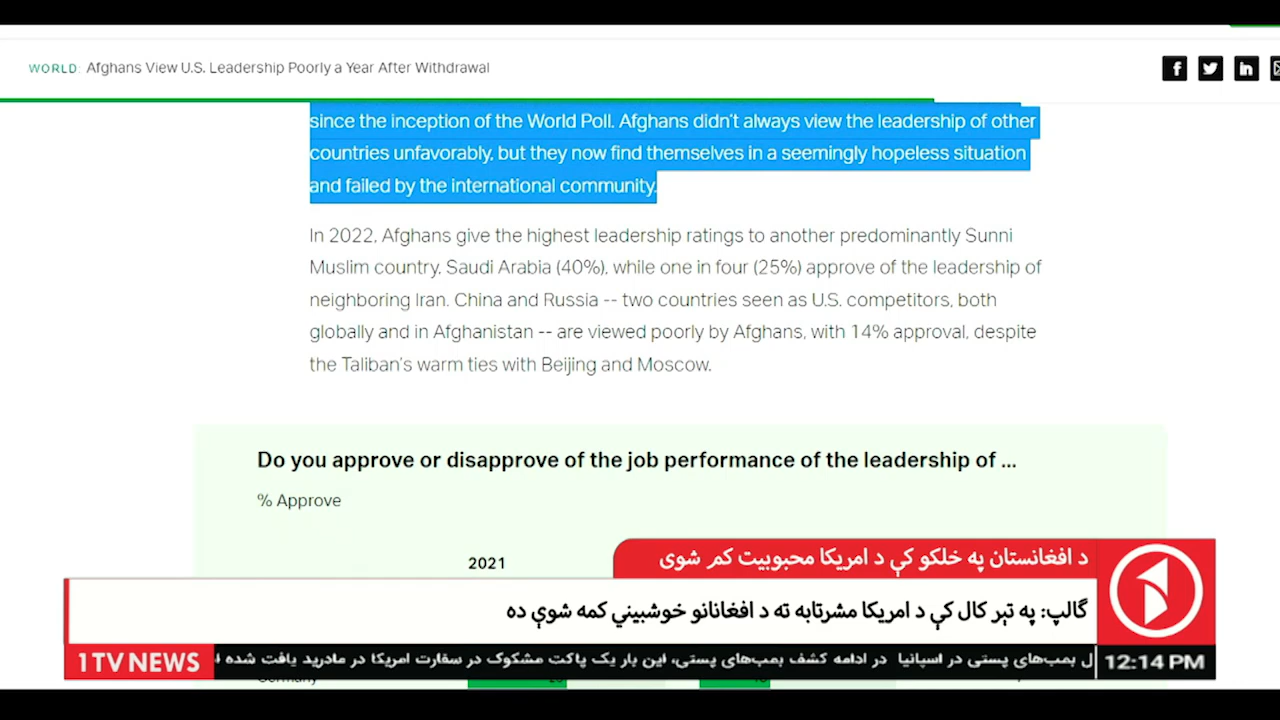 WORLD: Afghans View U.S. Leadership Poorly a Year After Withdrawal
since the inception of the World Poll. Afghans didn't always view the leadership of other
countries unfavorably, but they now find themselves in a seemingly hopeless situation
and failed by the international community.
In 2022, Afghans give the highest leadership ratings to another predominantly Sunni
Muslim country, Saudi Arabia (40%), while one in four (25%) approve of the leadership of
neighboring Iran. China and Russia -- two countries seen as U.S. competitors, both
globally and in Afghanistan -- are viewed poorly by Afghans, with 14% approval, despite
the Taliban's warm ties with Beijing and Moscow.
Do you approve or disapprove of the job performance of the leadership of ...
% Approve
2021
د افغانستان په خلکو کې د امریکا محبوبیت کم شوی
ګالپ: په تېر کال کې د امریکا مشرتابه ته د افغانانو خوشبیني کمه شوې ده
1TV NEWS
ل بمب‌های پستی در اسپانیا در ادامه کشف بمب‌های پستی، این بار یک پاکت مشکوک در سفارت امریکا در مادرید یافت شده
12:14 PM
Germany